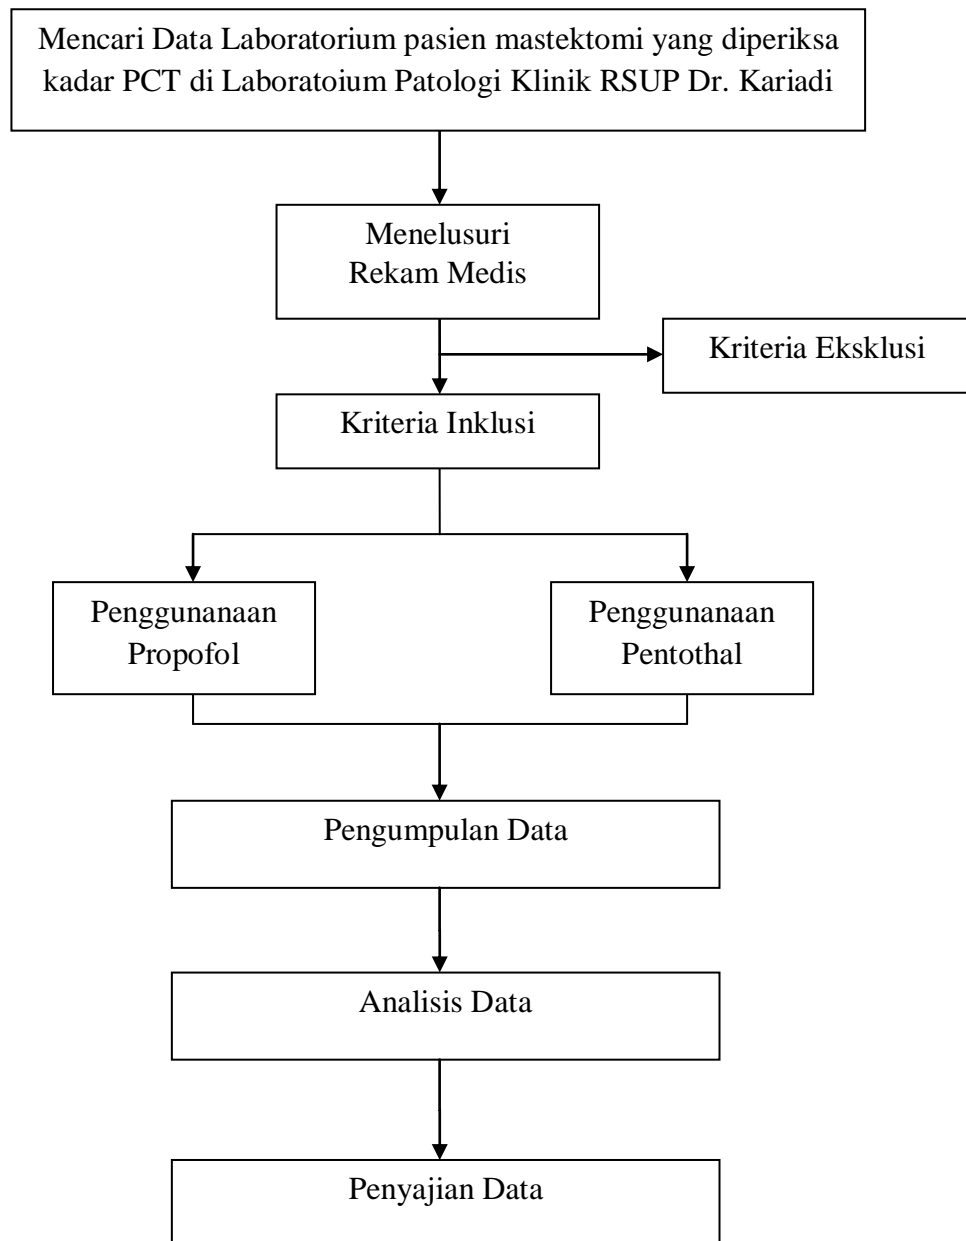 Mencari Data Laboratorium pasien mastektomi yang diperiksa
kadar PCT di Laboratoium Patologi Klinik RSUP Dr. Kariadi
Menelusuri
Rekam Medis
Kriteria Eksklusi
Kriteria Inklusi
Penggunanaan
Propofol
Penggunanaan
Pentothal
Pengumpulan Data
Analisis Data
Penyajian Data